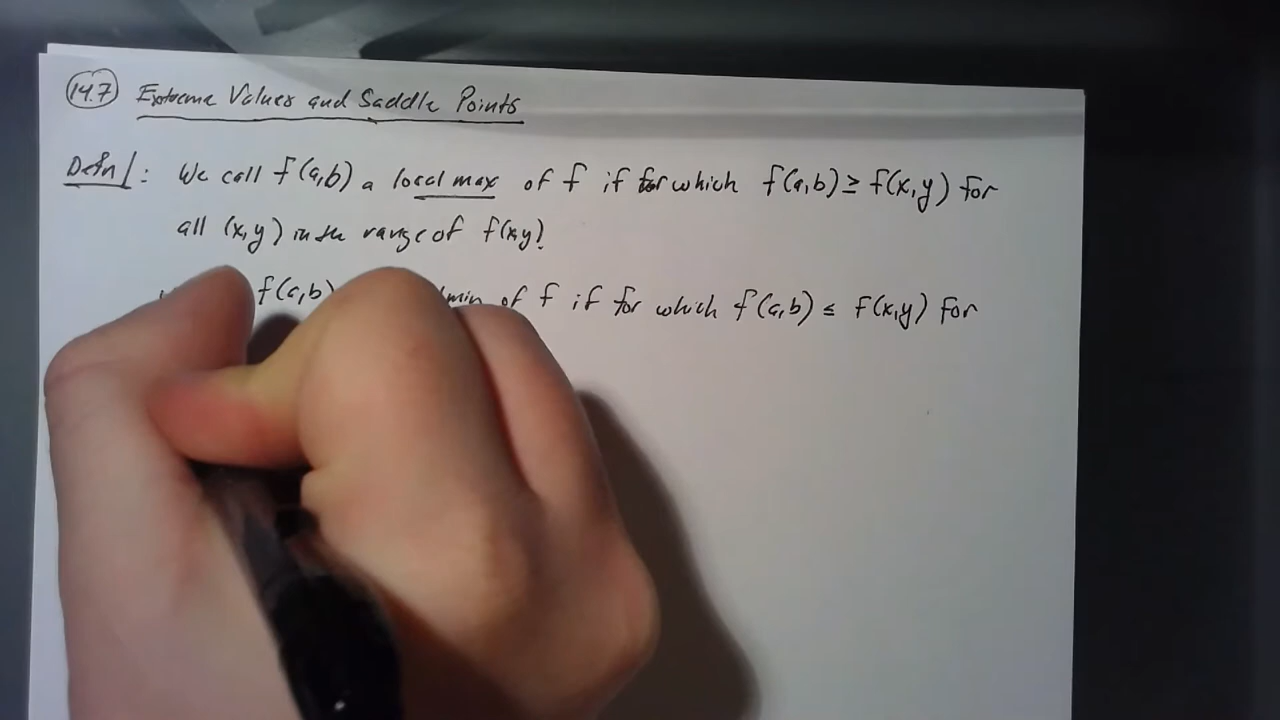 14.7 Extreme Values and Saddle Points
Defn/: We call f(a,b) a local max of f if for which f(a,b) ≥ f(x,y) for
all (x,y) in the range of f(x,y).
f(a,b) min of f if for which f(a,b) ≤ f(x,y) for